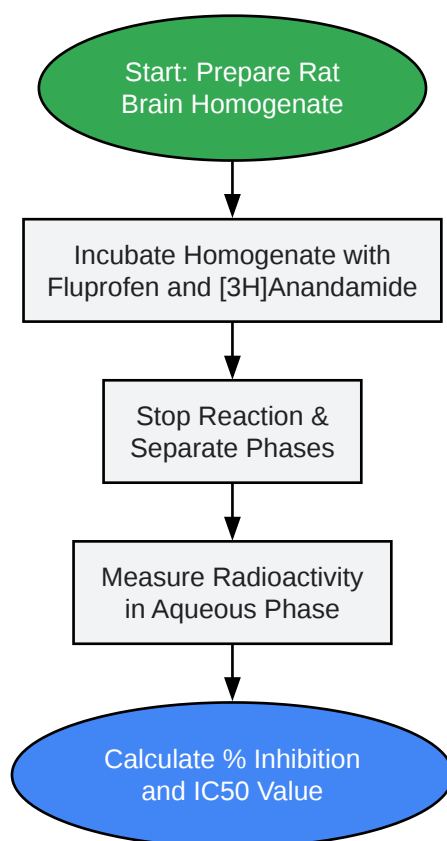 Start: Prepare Rat
Brain Homogenate
Incubate Homogenate with
Fluprofen and [3H]Anandamide
Stop Reaction &
Separate Phases
Measure Radioactivity
in Aqueous Phase
Calculate % Inhibition
and IC50 Value